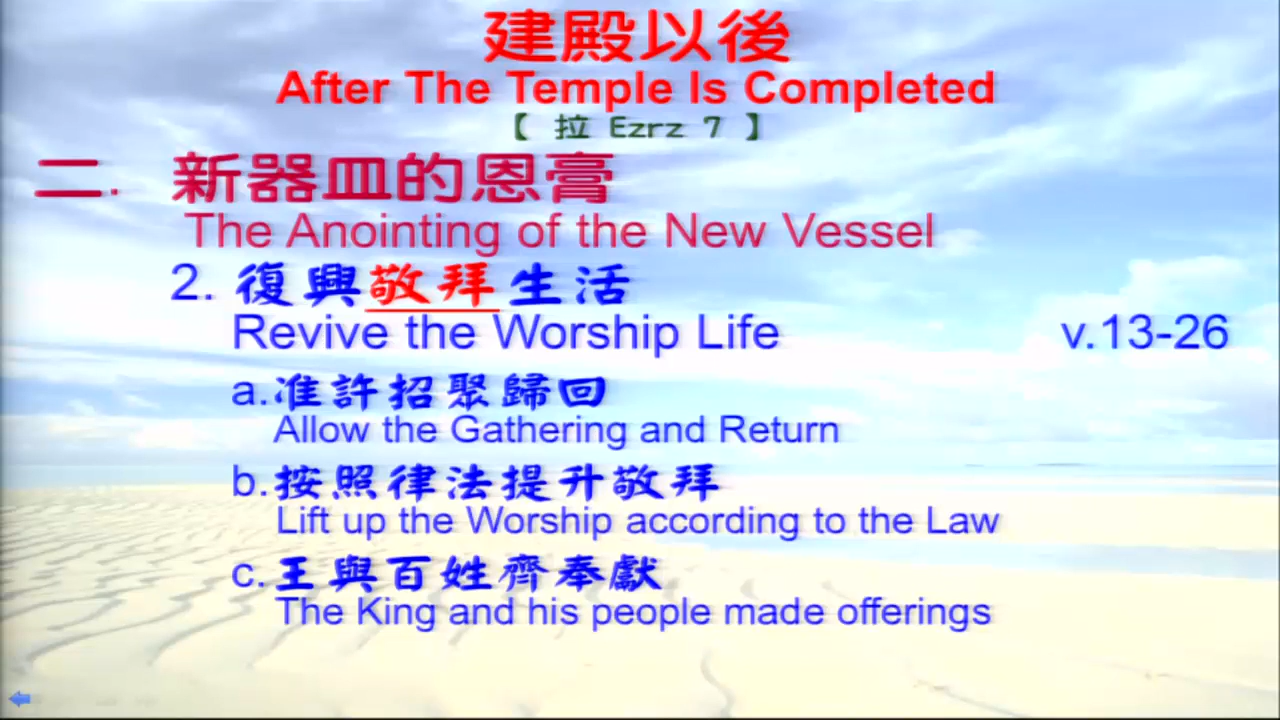 建殿以後
After The Temple Is Completed
【 拉 Ezrz 7 】
二. 新器皿的恩膏
The Anointing of the New Vessel
2. 復興敬拜生活
Revive the Worship Life v.13-26
a.准許招聚歸回
Allow the Gathering and Return
b.按照律法提升敬拜
Lift up the Worship according to the Law
c.王與百姓齊奉獻
The King and his people made offerings